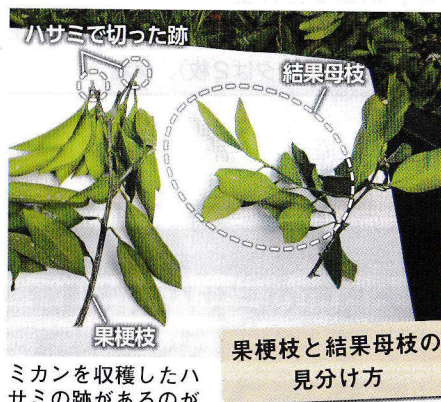 ハサミで切った跡
結果母枝
果梗枝
果梗枝と結果母枝の
見分け方
ミカンを収穫したハ
サミの跡があるのが